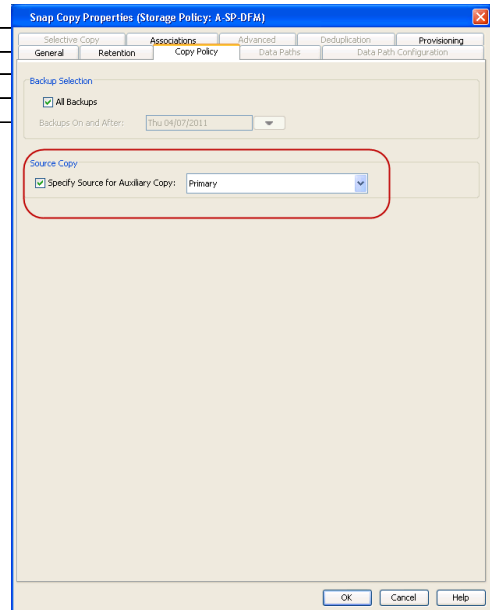 Snap Copy Properties (Storage Policy: A-SP-DFM)
Selective Copy Associations Advanced Deduplication Provisioning
General Retention Copy Policy Data Paths Data Path Configuration
Backup Selection
All Backups
Backups On and After: Thu 04/07/2011
Source Copy
Specify Source for Auxiliary Copy: Primary
OK Cancel Help